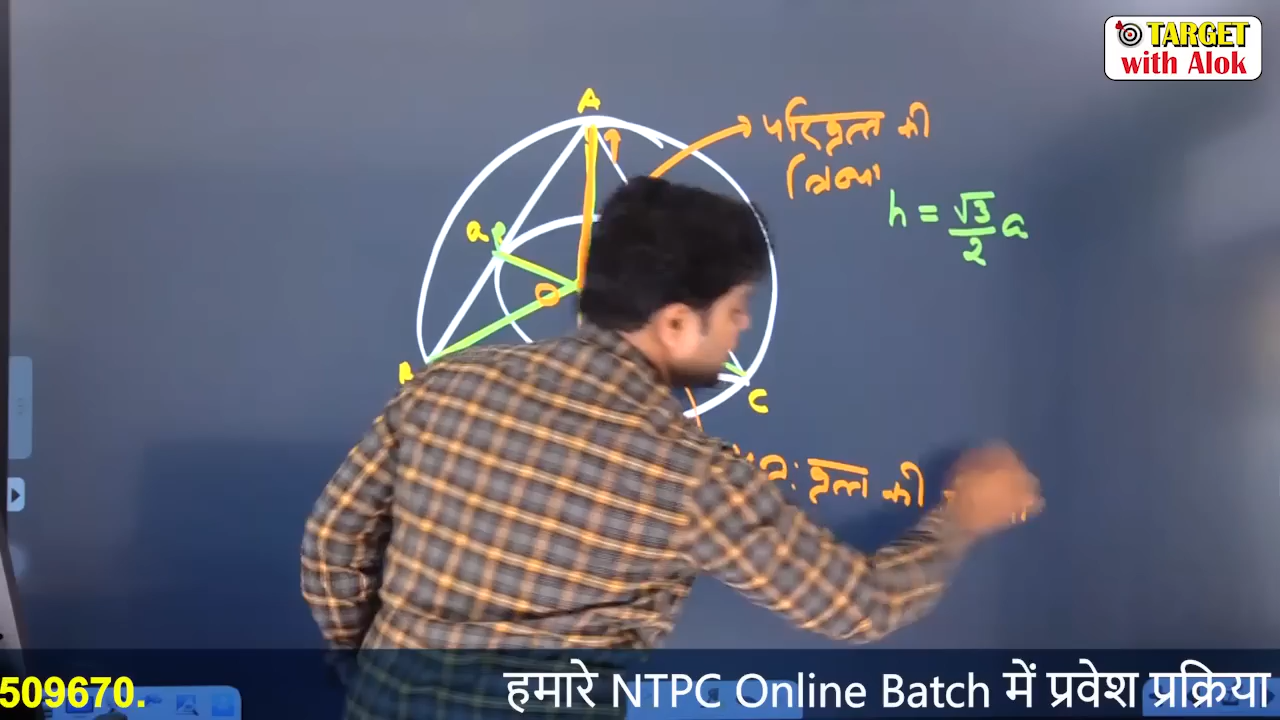 TARGET
with Alok
A
परिवृत्त की
त्रिज्या
h = √3/2 a
a
O
C
वृत्त की
509670.
हमारे NTPC Online Batch में प्रवेश प्रक्रिया